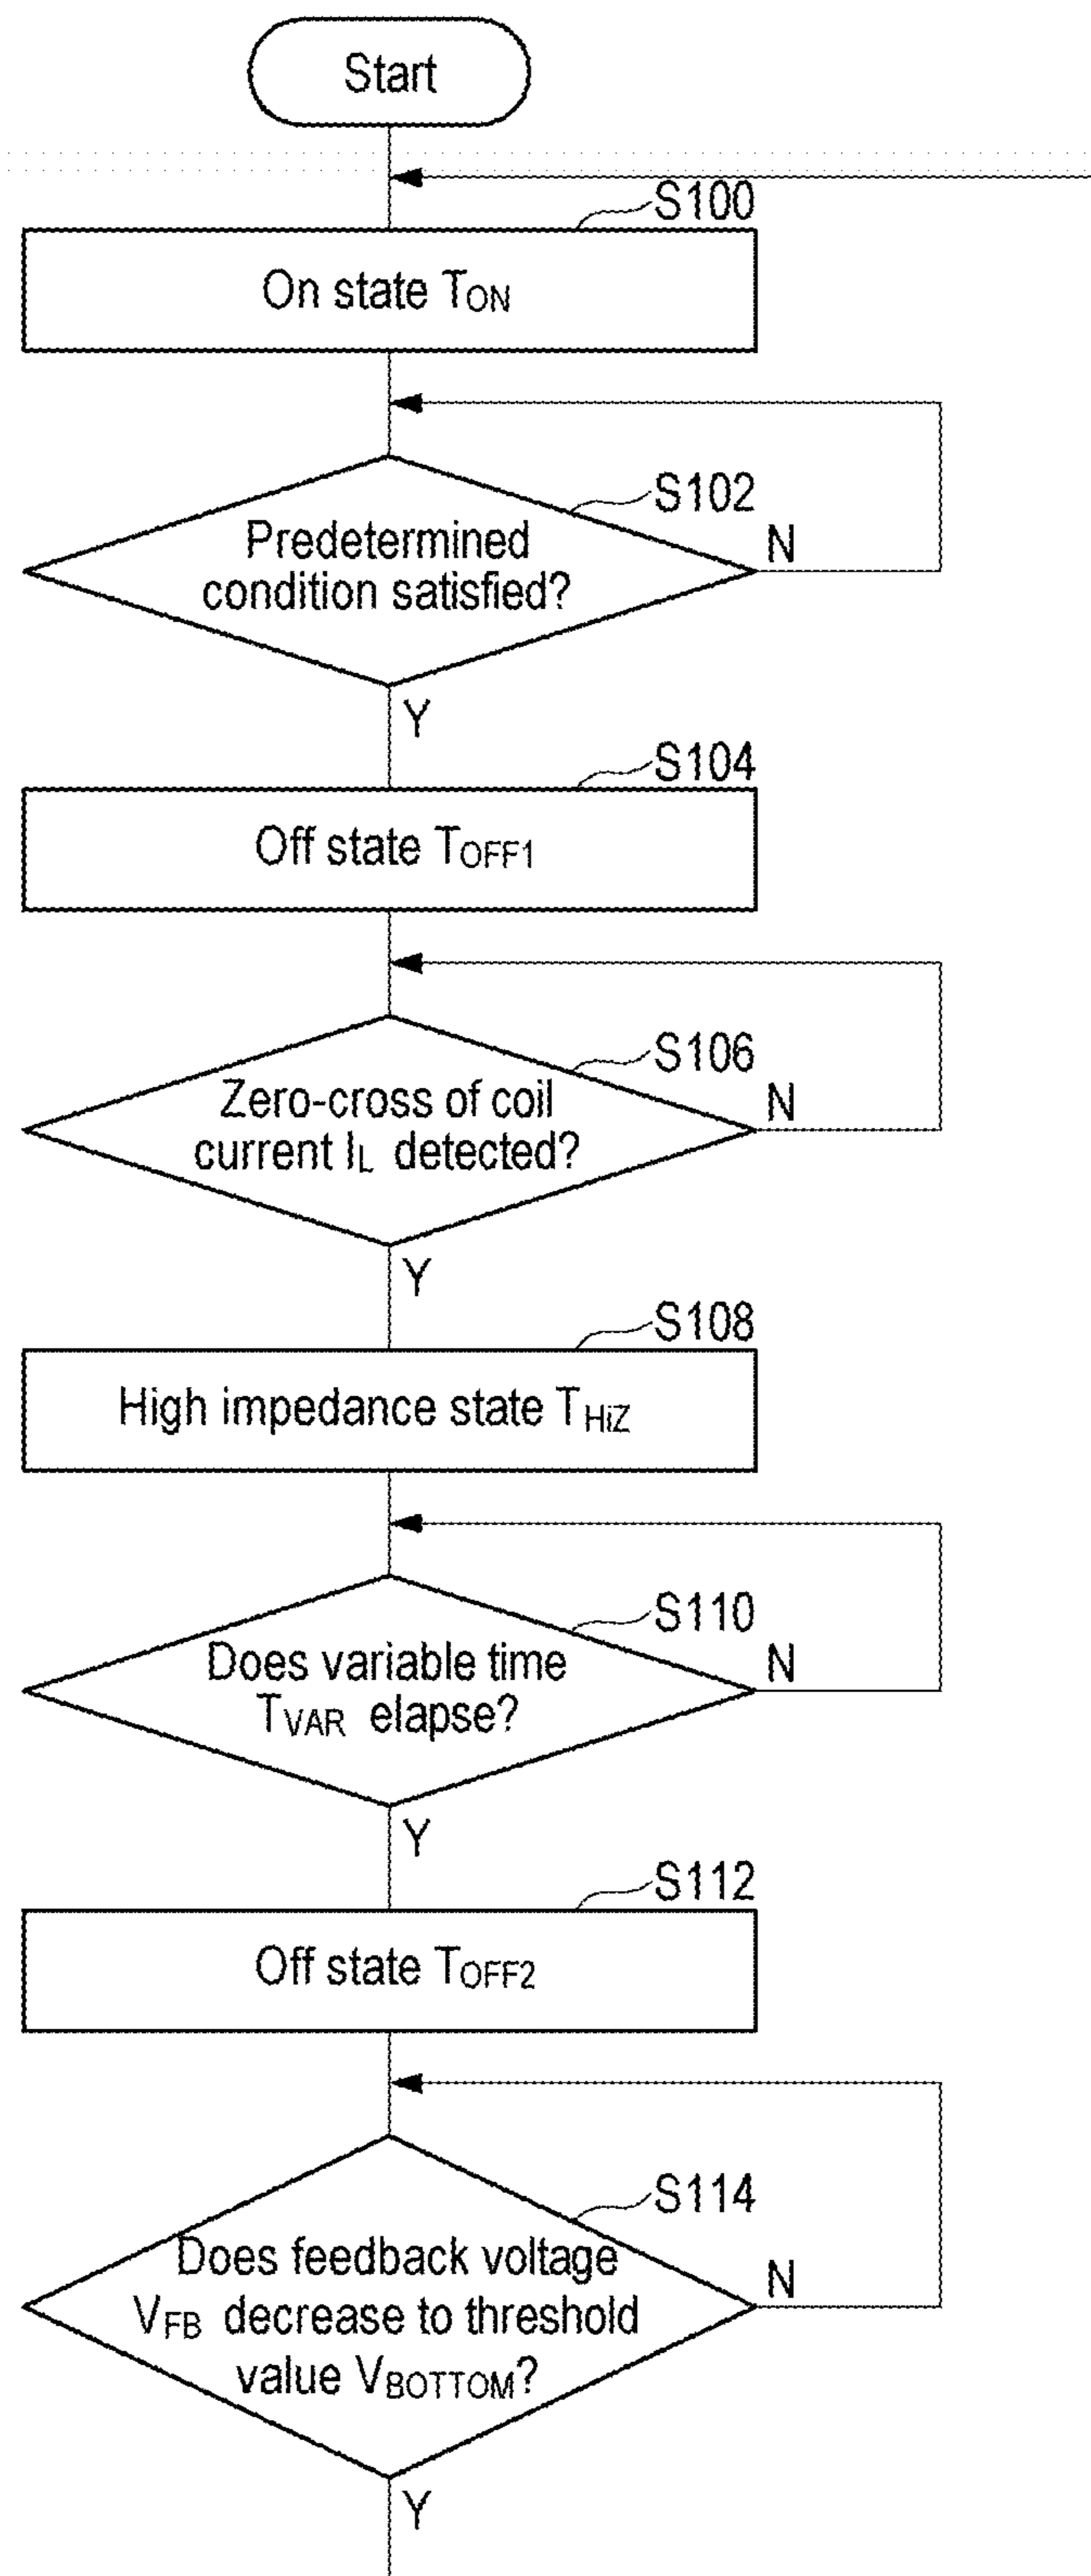 Start
S100
On state TON
S102
Predetermined
condition satisfied?
N
Y
S104
Off state TOFF1
S106
Zero-cross of coil
current IL detected?
N
Y
S108
High impedance state THiZ
S110
Does variable time
TVAR elapse?
N
Y
S112
Off state TOFF2
S114
Does feedback voltage
VFB decrease to threshold
value VBOTTOM?
N
Y